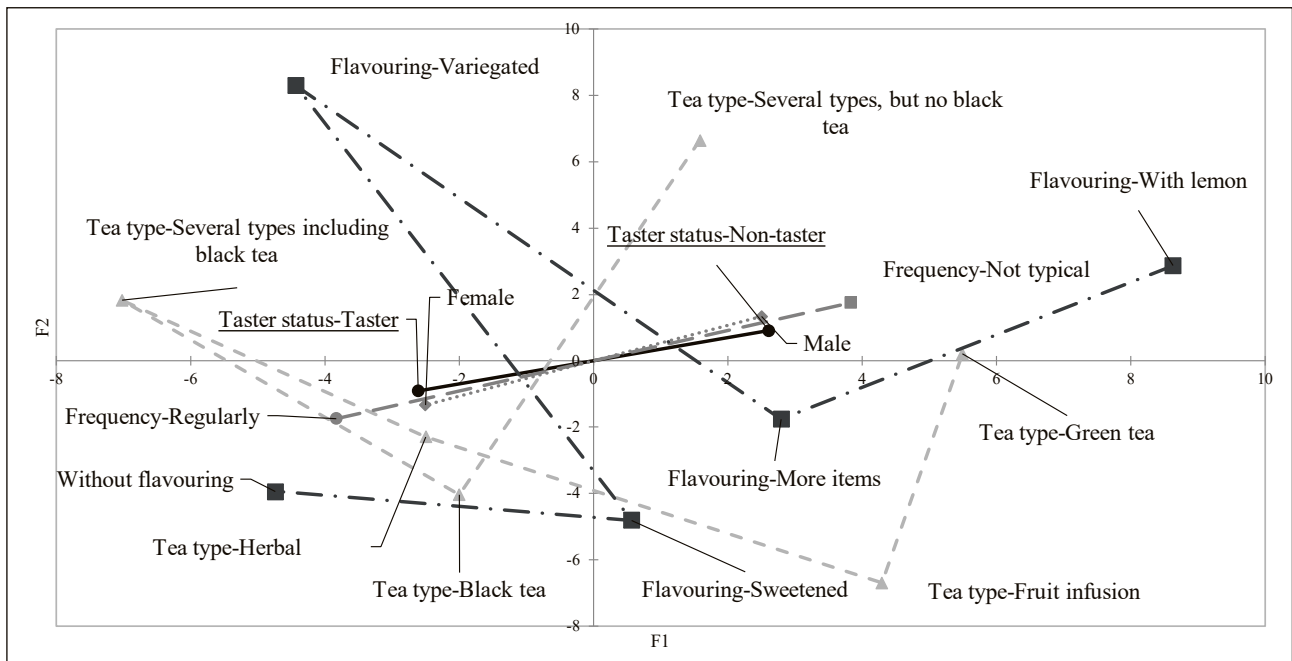 10
Flavouring-Variegated
8
Tea type-Several types, but no black
tea
6
Flavouring-With lemon
4
Tea type-Several types including
black tea
Taster status-Non-taster
Frequency-Not typical
2
Female
F2
Taster status-Taster
Male
0
-8
-6
-4
-2
0
2
4
6
8
10
Frequency-Regularly
-2
Tea type-Green tea
Without flavouring
Flavouring-More items
-4
Tea type-Herbal
Tea type-Black tea
Flavouring-Sweetened
Tea type-Fruit infusion
-6
-8
F1